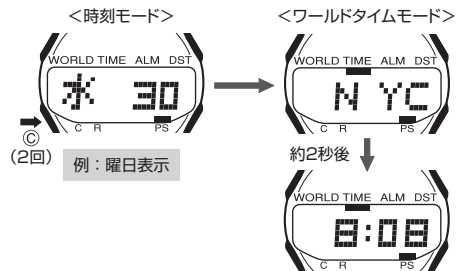 <時刻モード>
WORLD TIME ALM DST
水 30
C R PS
Ⓒ
(2回)
例:曜日表示
<ワールドタイムモード>
WORLD TIME ALM DST
N YC
C R PS
約2秒後
WORLD TIME ALM DST
8:08
C R PS